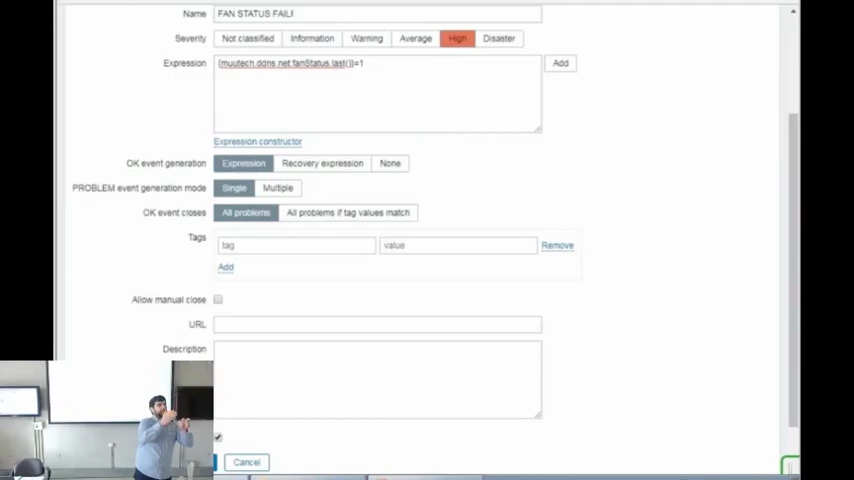 Name FAN STATUS FAIL!
Severity Not classified Information Warning Average High Disaster
Expression {muutech.ddns.net:fanStatus.last()}=1 Add
Expression constructor
OK event generation Expression Recovery expression None
PROBLEM event generation mode Single Multiple
OK event closes All problems All problems if tag values match
Tags tag value Remove
Add
Allow manual close
URL
Description
Cancel